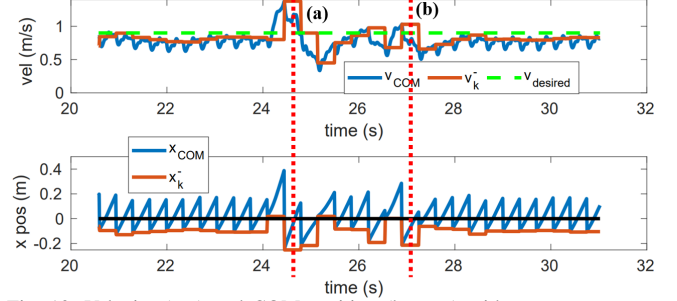 (a)
(b)
vel (m/s)
1
0
v_COM
v_k^-
v_desired
20 22 24 26 28 30 32
time (s)
x_COM
x_k^-
x pos (m)
0.4
0.2
0
-0.2
20 22 24 26 28 30 32
time (s)